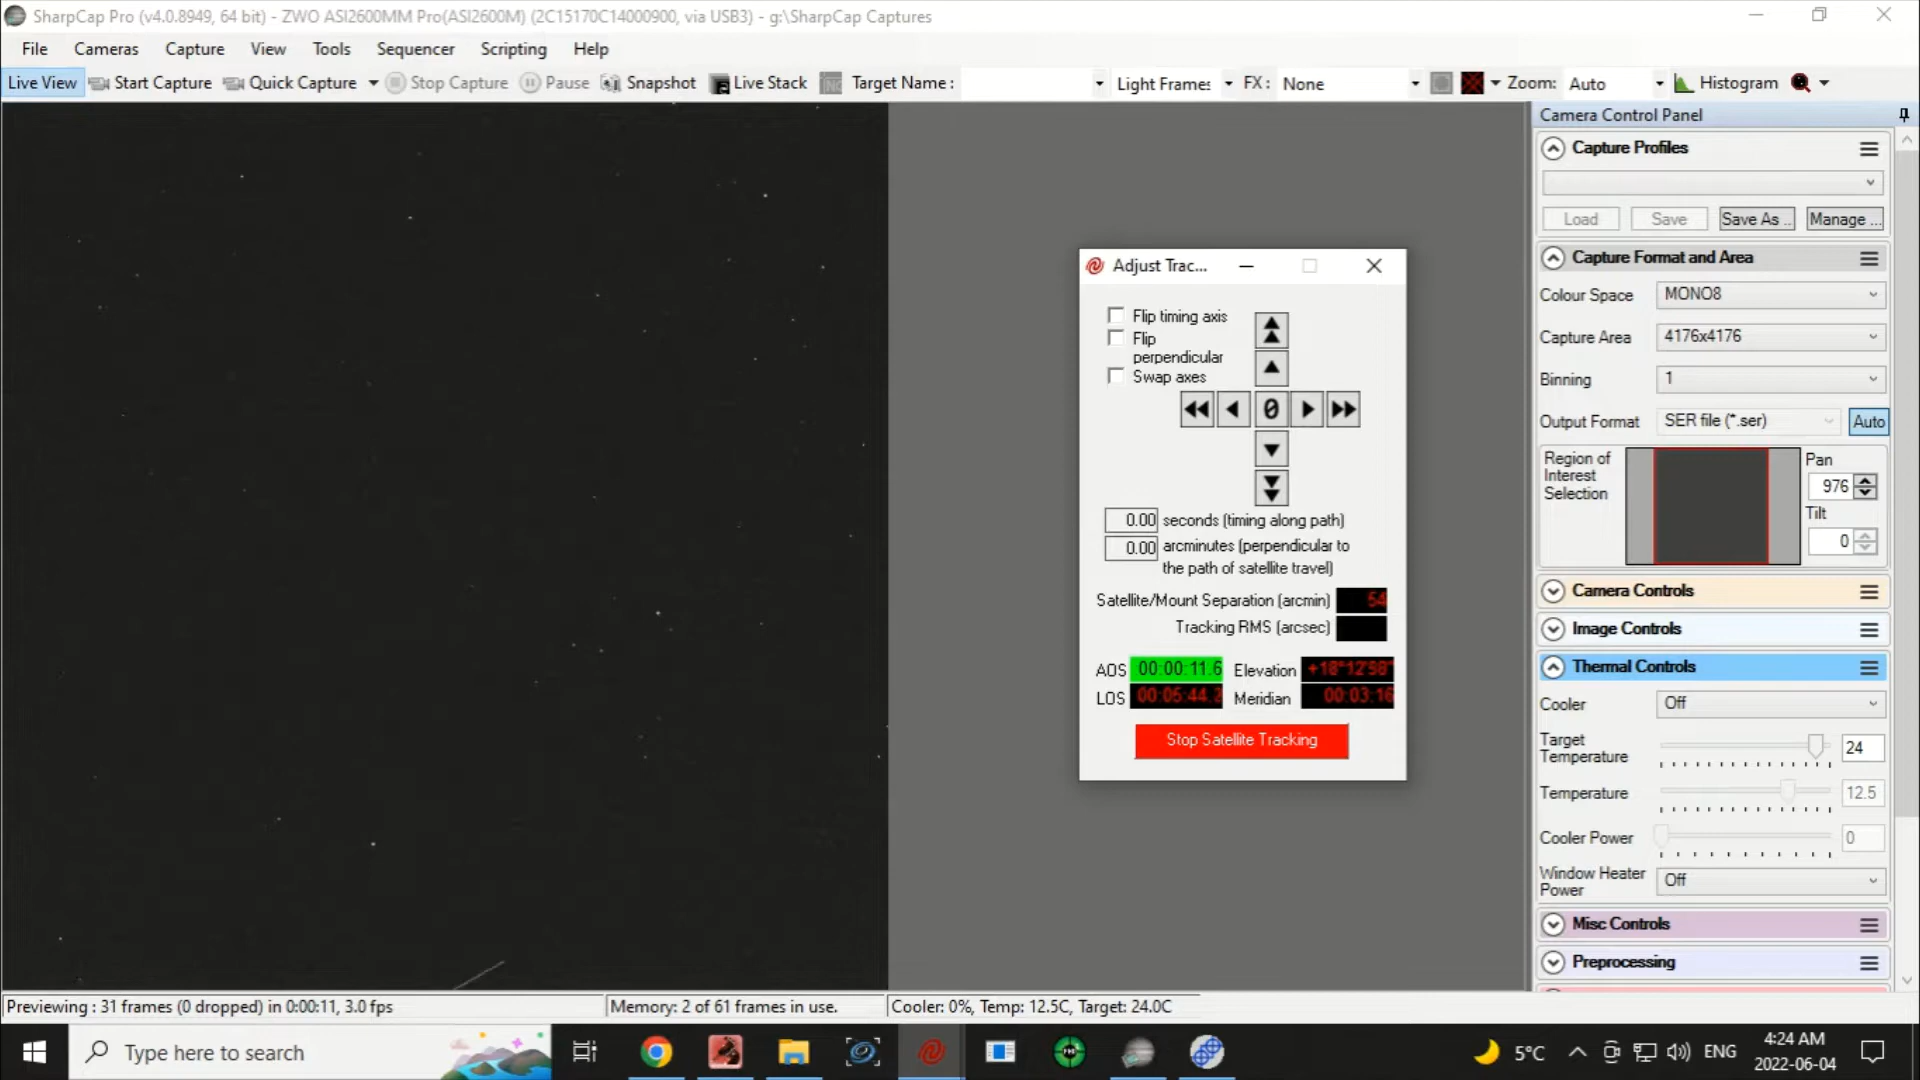 SharpCap Pro (v4.0.8949, 64 bit) - ZWO ASI2600MM Pro(ASI2600M) (2C15170C14000900, via USB3) - g:\SharpCap Captures
File Cameras Capture View Tools Sequencer Scripting Help
Live View Start Capture Quick Capture Stop Capture Pause Snapshot Live Stack Target Name : Light Frames FX : None Zoom: Auto Histogram
Camera Control Panel
Capture Profiles
Load Save Save As .. Manage ...
Capture Format and Area
Colour Space MONO8
Capture Area 4176x4176
Binning 1
Output Format SER file (*.ser) Auto
Region of
Interest
Selection
Pan
976
Tilt
0
Camera Controls
Image Controls
Thermal Controls
Cooler Off
Target
Temperature 24
Temperature 12.5
Cooler Power 0
Window Heater
Power Off
Misc Controls
Preprocessing
Adjust Trac...
Flip timing axis
Flip
perpendicular
Swap axes
0
0.00 seconds (timing along path)
0.00 arcminutes (perpendicular to
the path of satellite travel)
Satellite/Mount Separation (arcmin) 54
Tracking RMS (arcsec)
AOS 00:00:11.6 Elevation +18°12'58"
LOS 00:05:44.2 Meridian 00:03:16
Stop Satellite Tracking
Previewing : 31 frames (0 dropped) in 0:00:11, 3.0 fps
Memory: 2 of 61 frames in use.
Cooler: 0%, Temp: 12.5C, Target: 24.0C
Type here to search
5°C
ENG
4:24 AM
2022-06-04